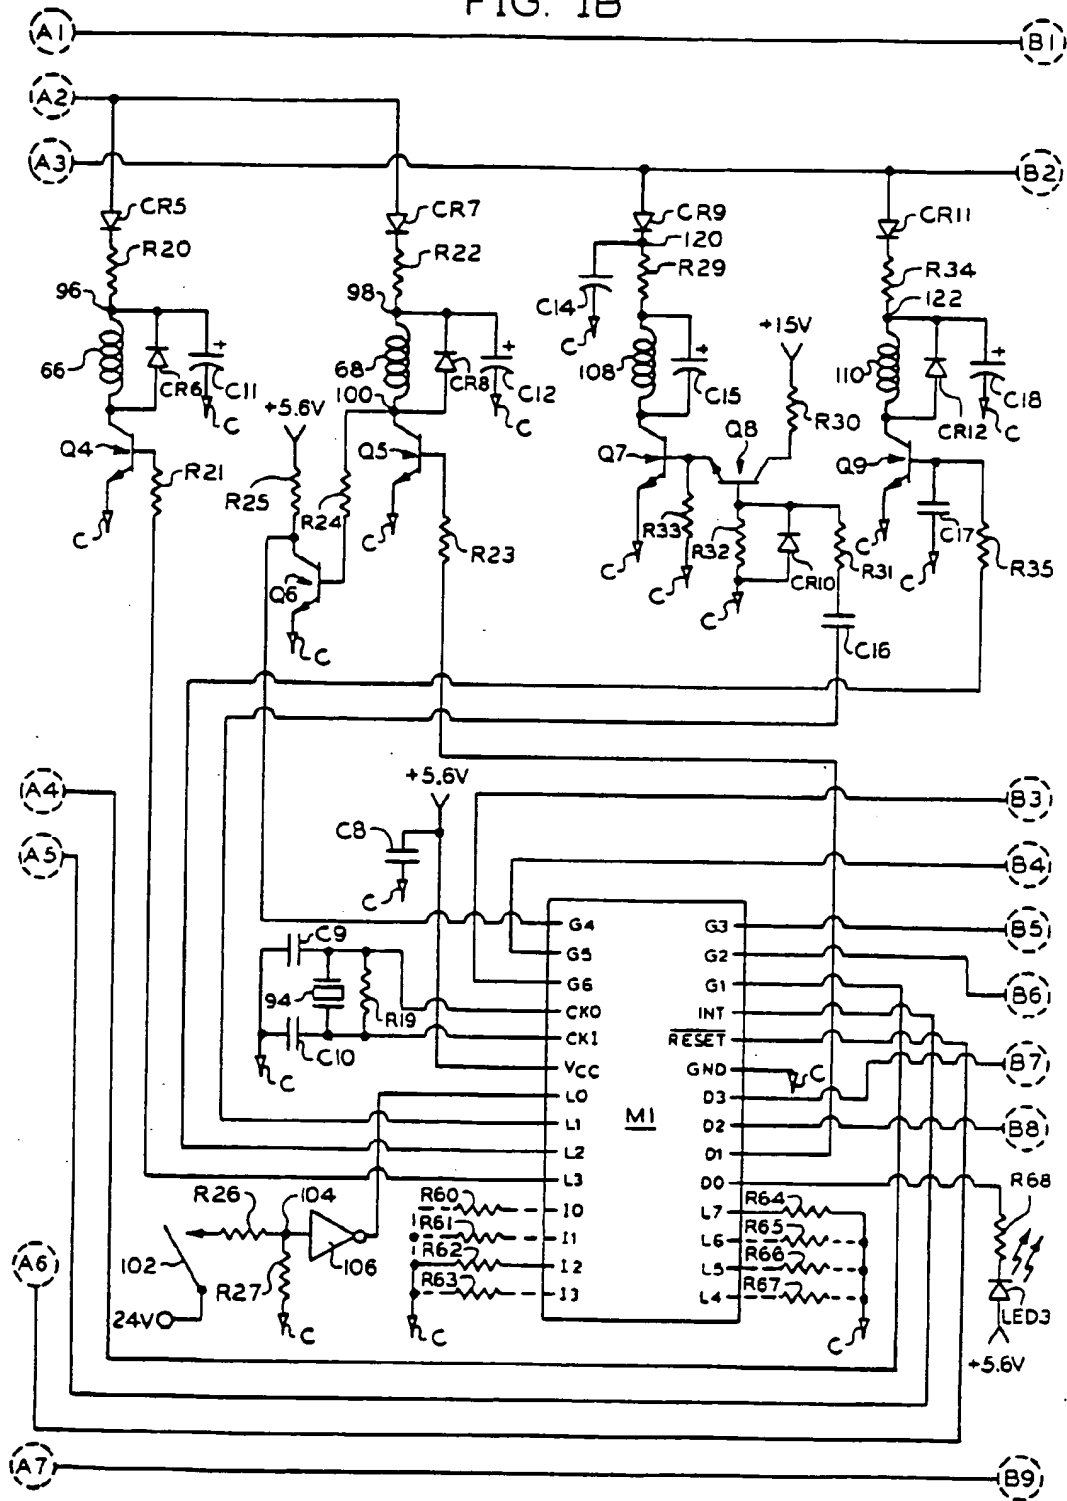 FIG. 1B
A1 B1
A2
A3 B2
CR5 CR7 CR9 CR11
120
R20 R22 R29 R34
96 98 C14 122
+15V
66 CR6 + C11 68 CR8 + C12 C 108 + C15 110 + C18
C 100 C R30 CR12 C
+5.6V
Q4 R21 Q5 Q7 Q8 Q9
R25 R24 R33 R32 C17
C C R23 C CR10 R31 C C R35
Q6 C C
C C16
+5.6V
A4 B3
C8
A5 C B4
C9 G4 G3 B5
G5 G2
94 R19 G6 G1 B6
CKO INT
C10 CKI RESET
C VCC GND C B7
L0 D3
L1 M1 D2 B8
L2 D1
L3 D0 R68
R26 104 R60 I0 L7 R64
R61 I1 L6 R65
A6 102 106 R62 I2 L5 R66
R27 R63 I3 L4 R67
24V C C C LED3
+5.6V
A7 B9